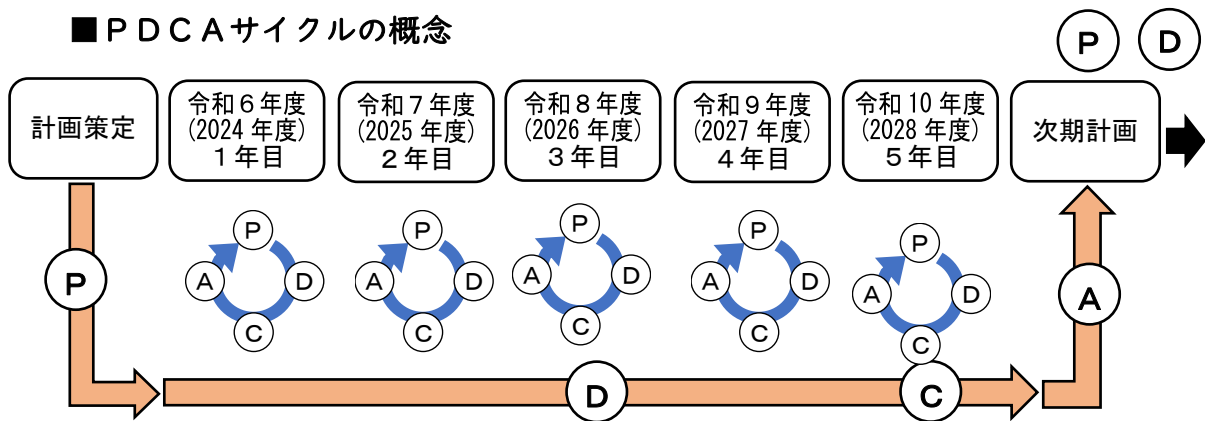 ■ＰＤＣＡサイクルの概念
Ｐ Ｄ
計画策定
令和６年度
(2024 年度)
１年目
令和７年度
(2025 年度)
２年目
令和８年度
(2026 年度)
３年目
令和９年度
(2027 年度)
４年目
令和10年度
(2028 年度)
５年目
次期計画
P
D
C
A
P
D
C
A
P
D
C
A
P
D
C
A
P
D
C
A
Ｐ
Ｄ
Ｃ
Ａ